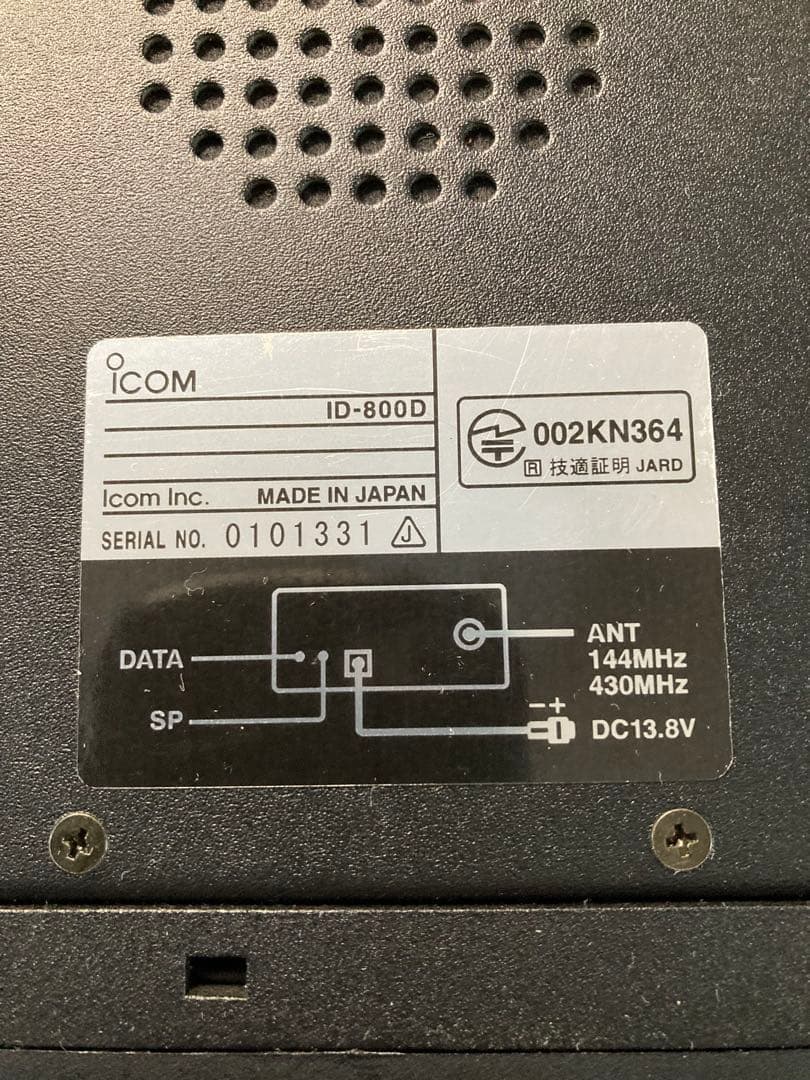 ICOM
ID-800D
Icom Inc. MADE IN JAPAN
SERIAL NO. 0101331 J
002KN364
R 技適証明 JARD
DATA
SP
ANT
144MHz
430MHz
- +
DC13.8V